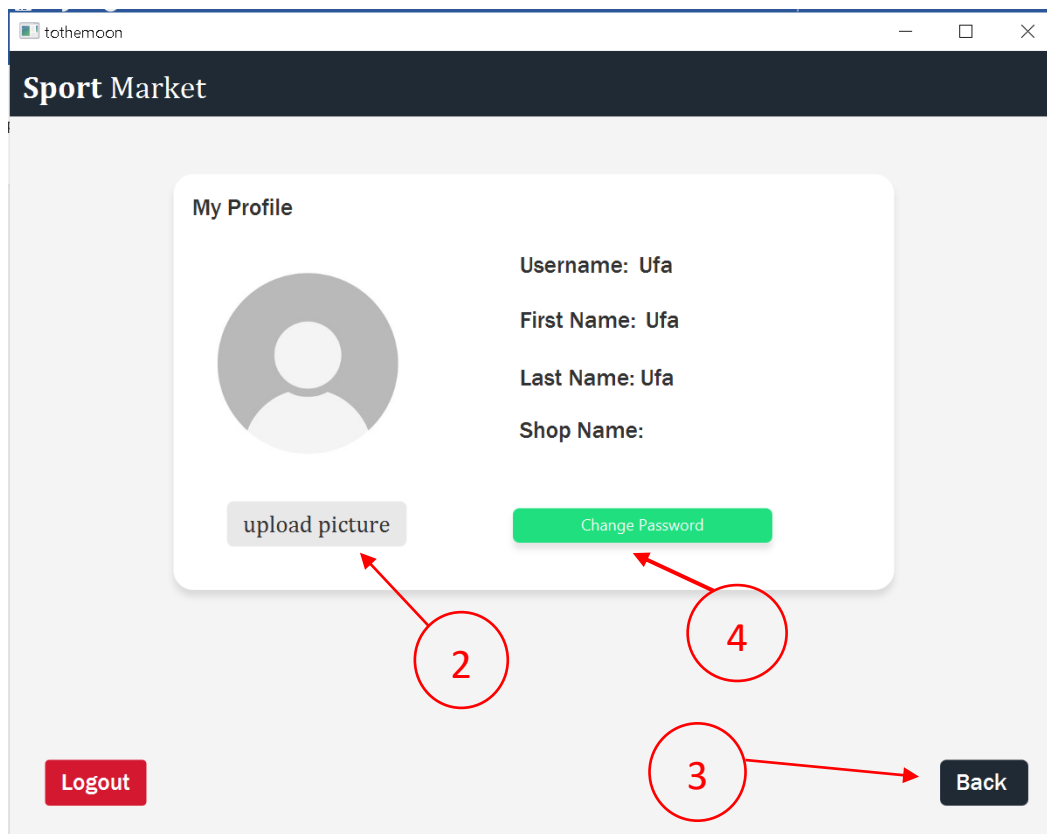 tothemoon
Sport Market
My Profile
Username: Ufa
First Name: Ufa
Last Name: Ufa
Shop Name:
upload picture
Change Password
2
4
3
Logout
Back